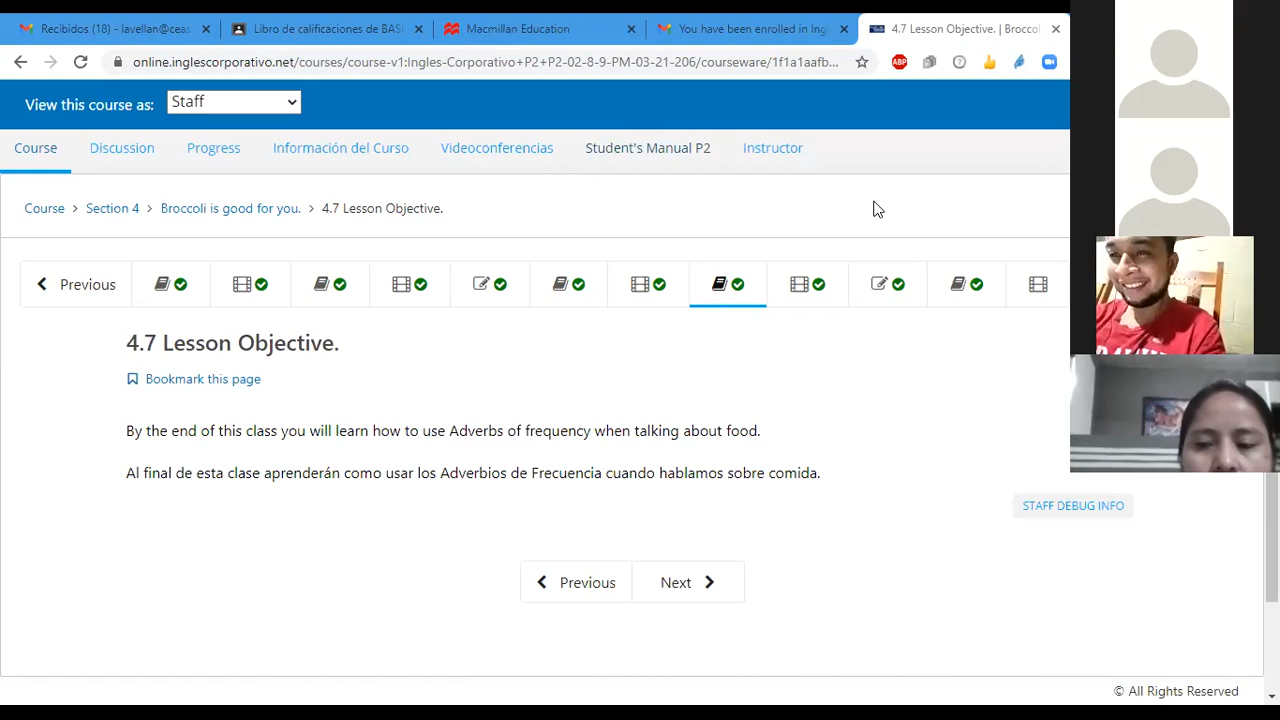 Recibidos (18) - lavellan@ceas
Libro de calificaciones de BASI
Macmillan Education
You have been enrolled in Ingl
4.7 Lesson Objective. | Broccol
online.inglescorporativo.net/courses/course-v1:Ingles-Corporativo+P2+P2-02-8-9-PM-03-21-206/courseware/1f1a1aafb...
ABP
View this course as:
Staff
Course
Discussion
Progress
Información del Curso
Videoconferencias
Student's Manual P2
Instructor
Course > Section 4 > Broccoli is good for you. > 4.7 Lesson Objective.
Previous
4.7 Lesson Objective.
Bookmark this page
By the end of this class you will learn how to use Adverbs of frequency when talking about food.
Al final de esta clase aprenderán como usar los Adverbios de Frecuencia cuando hablamos sobre comida.
STAFF DEBUG INFO
Previous
Next
© All Rights Reserved